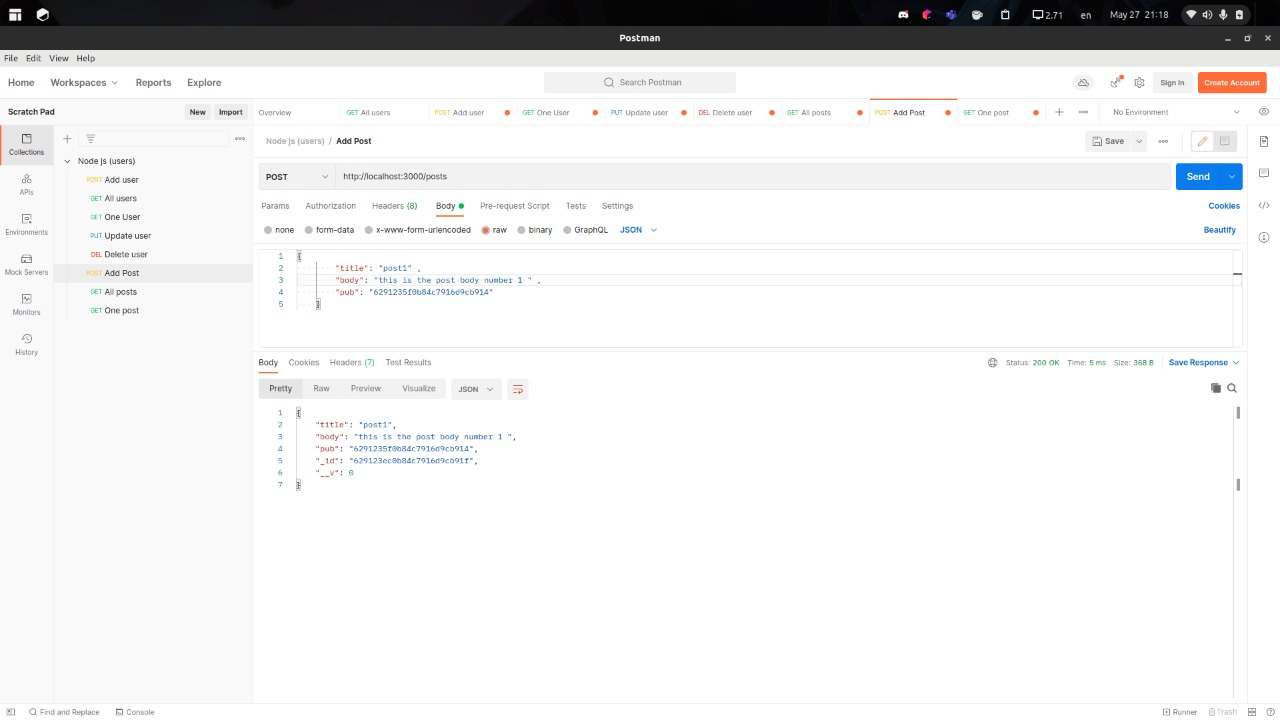 2.71 en May 27 21:18
Postman
File Edit View Help
Home Workspaces Reports Explore Search Postman Sign In Create Account
Scratch Pad New Import
Overview GET All users POST Add user GET One User PUT Update user DEL Delete user GET All posts POST Add Post GET One post No Environment
Collections
APIs
Environments
Mock Servers
Monitors
History
Node js (users)
POST Add user
GET All users
GET One User
PUT Update user
DEL Delete user
POST Add Post
GET All posts
GET One post
Node js (users) / Add Post Save
POST http://localhost:3000/posts Send
Params Authorization Headers (8) Body Pre-request Script Tests Settings Cookies
none form-data x-www-form-urlencoded raw binary GraphQL JSON Beautify
1 {
2 "title": "post1" ,
3 "body": "this is the post body number 1 " ,
4 "pub": "6291235f0b84c7916d9cb914"
5 }
Body Cookies Headers (7) Test Results Status: 200 OK Time: 5 ms Size: 368 B Save Response
Pretty Raw Preview Visualize JSON
1 {
2 "title": "post1",
3 "body": "this is the post body number 1 ",
4 "pub": "6291235f0b84c7916d9cb914",
5 "_id": "629123ec0b84c7916d9cb91f",
6 "__v": 0
7 }
Find and Replace Console Runner Trash